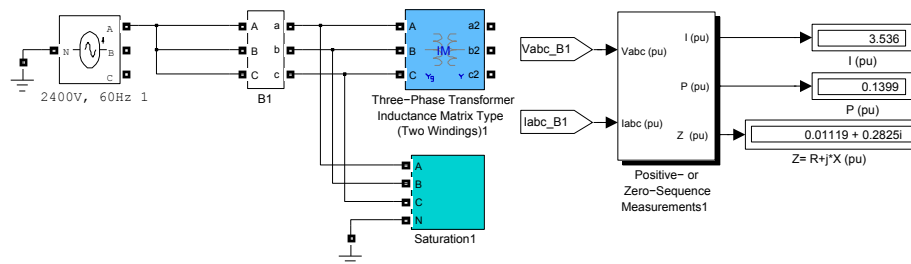 N
A
B
C
2400V, 60Hz 1
A
B
C
a
b
c
B1
A
B
C
IM
Yg
Y
a2
b2
c2
Three-Phase Transformer
Inductance Matrix Type
(Two Windings)1
A
B
C
N
Saturation1
Vabc_B1
Iabc_B1
Vabc (pu)
Iabc (pu)
I (pu)
P (pu)
Z (pu)
Positive- or
Zero-Sequence
Measurements1
3.536
I (pu)
0.1399
P (pu)
0.01119 + 0.2825i
Z= R+j*X (pu)